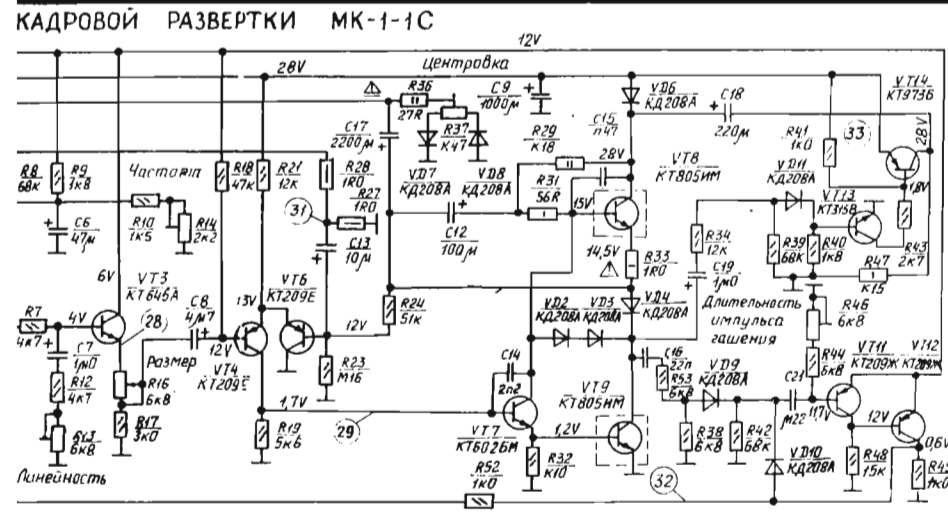 КАДРОВОЙ РАЗВЕРТКИ МК-1-1С
12V
28V
Центровка
R8 68к
R9 1к8
Частота
R10 1к5
R14 2к2
C6 47м
6V
VT3 КТ645А
R7 4к7
4V
28
C7 1м0
R12 4к7
R13 6к8
Линейность
Размер
R16 6к8
R17 3к0
C8 4м7
12V
13V
VT4 КТ209Е
R18 47к
R21 12к
VT6 КТ209Е
1,7V
R19 5к6
R28 1R0
R27 1R0
31
C13 10м
12V
R23 М16
R24 51к
29
C17 2200м
R36 27R
R37 К47
VD7 КД208А
VD8 КД208А
C9 1000м
R29 К18
C15 п47
28V
R31 56R
15V
C12 100м
VD6 КД208А
C18 220м
VT8 КТ805ИМ
14,5V
R33 1R0
VD2 КД208А
VD3 КД208А
VD4 КД208А
C14 2п2
VT7 КТ602БМ
1,2V
R32 К10
R52 1к0
VT9 КТ805НМ
32
C16 22п
R53 6к8
VD9 КД208А
R38 6к8
R42 68к
VD10 КД208А
C21 м22
R34 12к
C19 1м0
Длительность
импульса
гашения
R39 68к
VD11 КД208А
R40 1к8
R41 1к0
33
VT13 КТ315В
VT14 КТ973Б
28V
1,8V
R43 2к7
R47 К15
R46 6к8
R44 6к8
11,7V
VT11 КТ209Ж
VT12
12V
R48 15к
0,6V
1к0